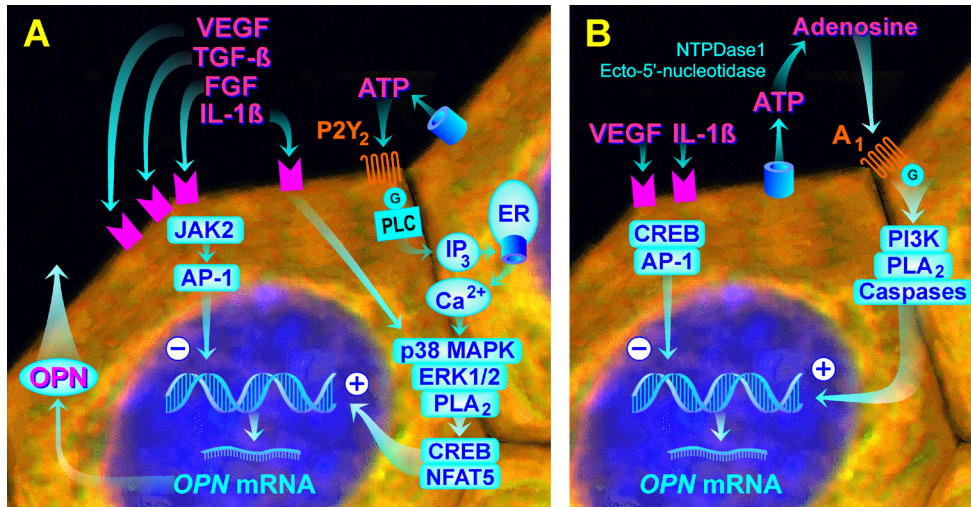 A
VEGF
TGF-ß
FGF
IL-1ß
ATP
P2Y2
G
PLC
IP3
ER
Ca2+
JAK2
AP-1
−
+
p38 MAPK
ERK1/2
PLA2
CREB
NFAT5
OPN
OPN mRNA
B
Adenosine
NTPDase1
Ecto-5'-nucleotidase
ATP
VEGF
IL-1ß
A1
G
CREB
AP-1
PI3K
PLA2
Caspases
−
+
OPN mRNA